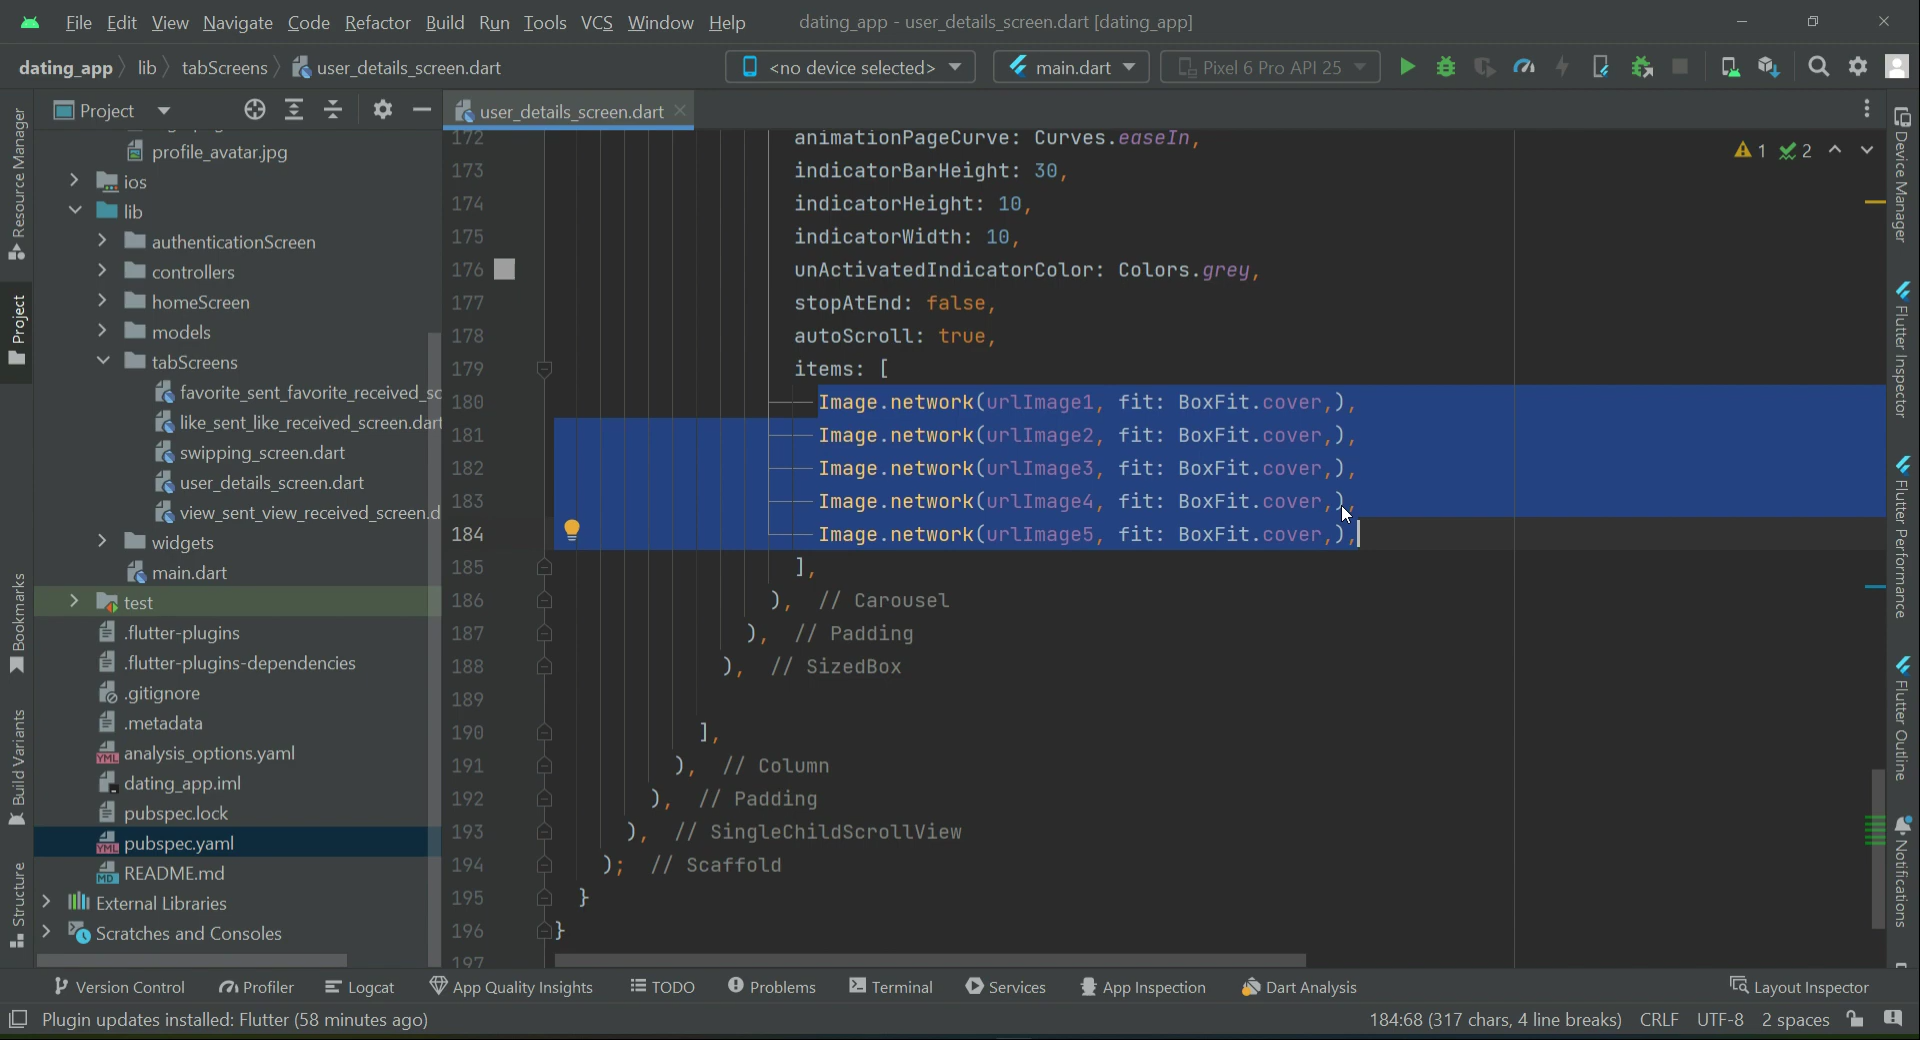 File Edit View Navigate Code Refactor Build Run Tools VCS Window Help dating_app - user_details_screen.dart [dating_app]
dating_app lib tabScreens user_details_screen.dart <no device selected> main.dart Pixel 6 Pro API 25
Project user_details_screen.dart
Resource Manager
Project
Bookmarks
Build Variants
Structure
profile_avatar.jpg
ios
lib
authenticationScreen
controllers
homeScreen
models
tabScreens
favorite_sent_favorite_received_sc
like_sent_like_received_screen.dart
swipping_screen.dart
user_details_screen.dart
view_sent_view_received_screen.d
widgets
main.dart
test
.flutter-plugins
.flutter-plugins-dependencies
.gitignore
.metadata
analysis_options.yaml
dating_app.iml
pubspec.lock
pubspec.yaml
README.md
External Libraries
Scratches and Consoles
172 animationPageCurve: Curves.easeIn,
173 indicatorBarHeight: 30,
174 indicatorHeight: 10,
175 indicatorWidth: 10,
176 unActivatedIndicatorColor: Colors.grey,
177 stopAtEnd: false,
178 autoScroll: true,
179 items: [
180 Image.network(urlImage1, fit: BoxFit.cover,),
181 Image.network(urlImage2, fit: BoxFit.cover,),
182 Image.network(urlImage3, fit: BoxFit.cover,),
183 Image.network(urlImage4, fit: BoxFit.cover,),
184 Image.network(urlImage5, fit: BoxFit.cover,),
185 ],
186 ), // Carousel
187 ), // Padding
188 ), // SizedBox
189
190 ],
191 ), // Column
192 ), // Padding
193 ), // SingleChildScrollView
194 ); // Scaffold
195 }
196 }
197
1 2
Device Manager
Flutter Inspector
Flutter Performance
Flutter Outline
Notifications
Version Control Profiler Logcat App Quality Insights TODO Problems Terminal Services App Inspection Dart Analysis Layout Inspector
Plugin updates installed: Flutter (58 minutes ago) 184:68 (317 chars, 4 line breaks) CRLF UTF-8 2 spaces